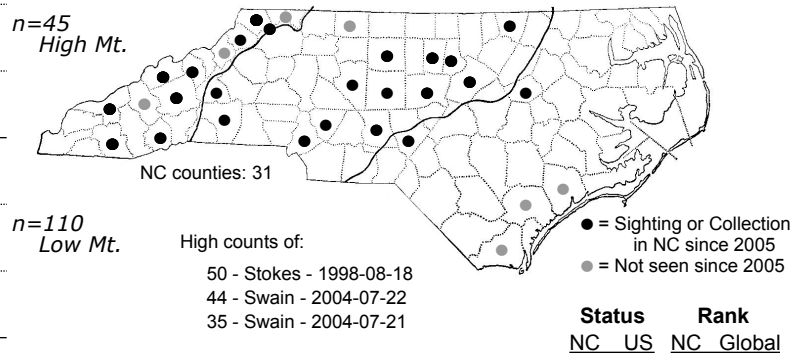 n=45
High Mt.
NC counties: 31
n=110
Low Mt.
High counts of:
50 - Stokes - 1998-08-18
44 - Swain - 2004-07-22
35 - Swain - 2004-07-21
● = Sighting or Collection
in NC since 2005
● = Not seen since 2005
Status Rank
NC US NC Global